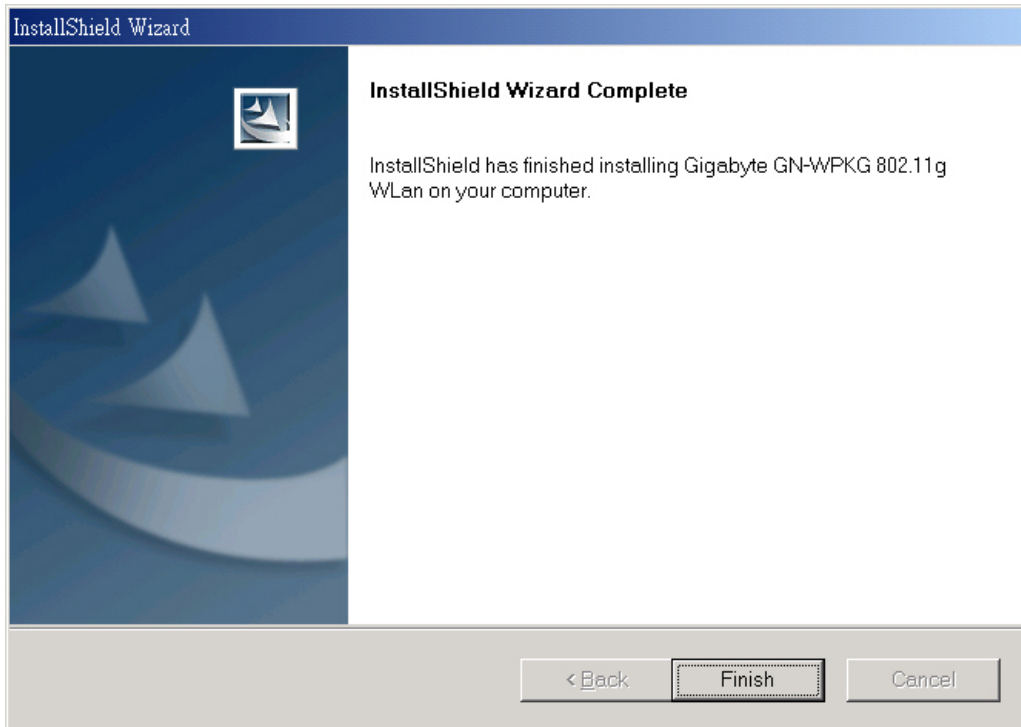 InstallShield Wizard
InstallShield Wizard Complete
InstallShield has finished installing Gigabyte GN-WPKG 802.11g
WLan on your computer.
< Back
Finish
Cancel